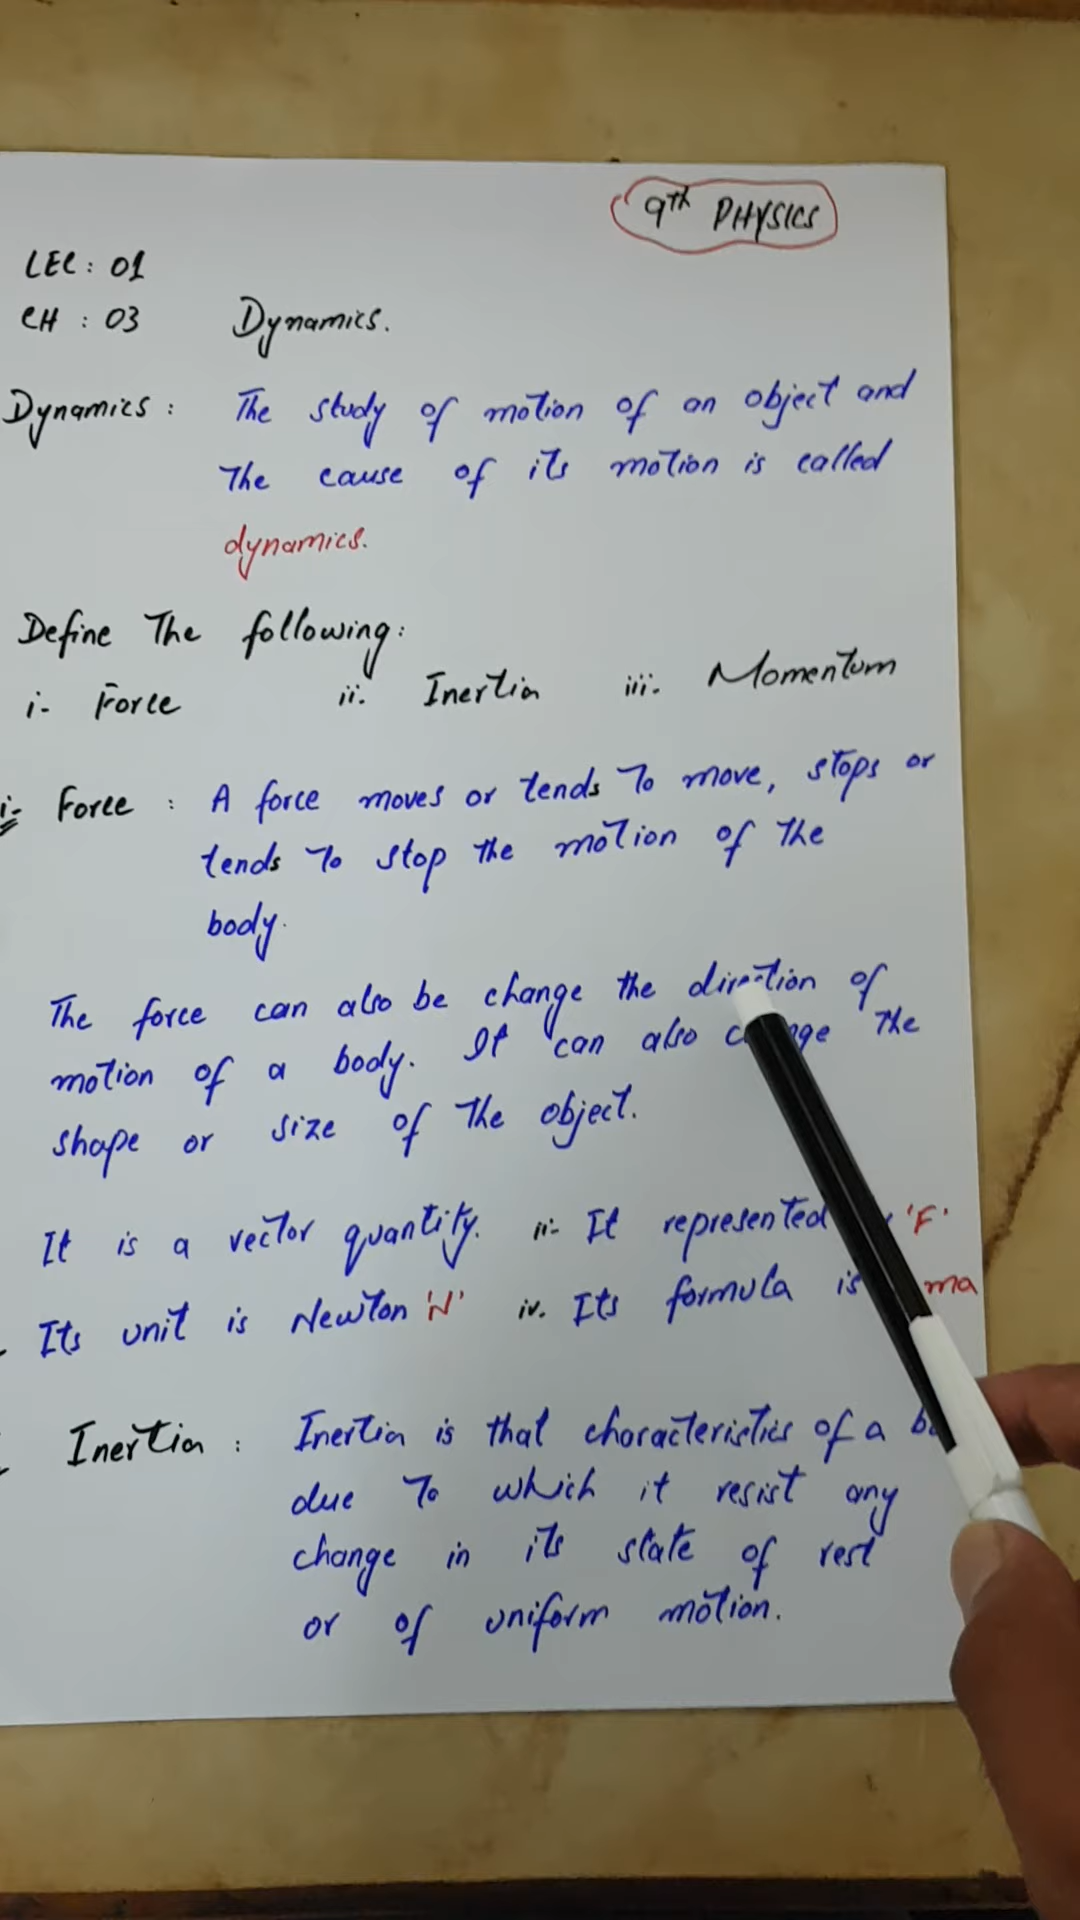 9th PHYSICS
LEC: 01
CH : 03 Dynamics.
Dynamics : The study of motion of an object and
The cause of its motion is called
dynamics.
Define The following:
i- Force ii. Inertia iii. Momentum
i- Force : A force moves or tends To move, stops or
tends To stop the motion of the
body.
The force can also be change the direction of
motion of a body. It can also change the
shape or size of the object.
It is a vector quantity. ii- It represented 'F'
Its unit is Newton 'N' iv. Its formula is ma
Inertia : Inertia is that characteristics of a
due To which it resist any
change in its state of rest
or of uniform motion.